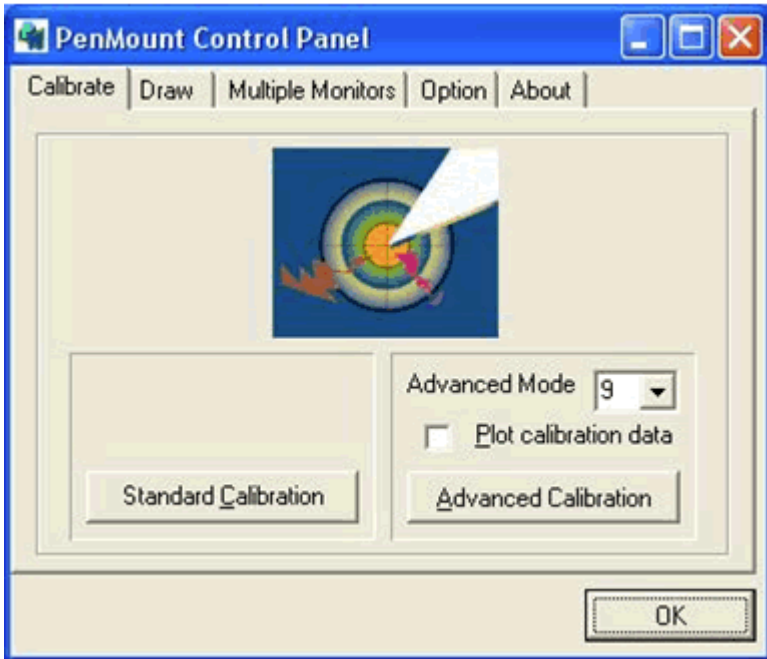 PenMount Control Panel
Calibrate Draw Multiple Monitors Option About
Advanced Mode 9
Plot calibration data
Standard Calibration Advanced Calibration
OK